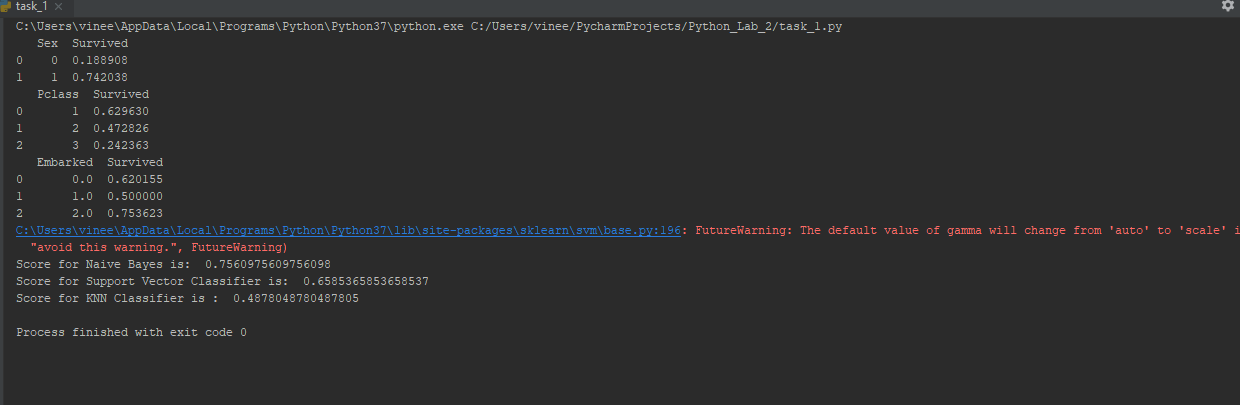 task_1
C:\Users\vinee\AppData\Local\Programs\Python\Python37\python.exe C:/Users/vinee/PycharmProjects/Python_Lab_2/task_1.py
   Sex  Survived
0    0  0.188908
1    1  0.742038
   Pclass  Survived
0       1  0.629630
1       2  0.472826
2       3  0.242363
   Embarked  Survived
0       0.0  0.620155
1       1.0  0.500000
2       2.0  0.753623
C:\Users\vinee\AppData\Local\Programs\Python\Python37\lib\site-packages\sklearn\svm\base.py:196: FutureWarning: The default value of gamma will change from 'auto' to 'scale' i
  "avoid this warning.", FutureWarning)
Score for Naive Bayes is:  0.7560975609756098
Score for Support Vector Classifier is:  0.6585365853658537
Score for KNN Classifier is :  0.4878048780487805
Process finished with exit code 0